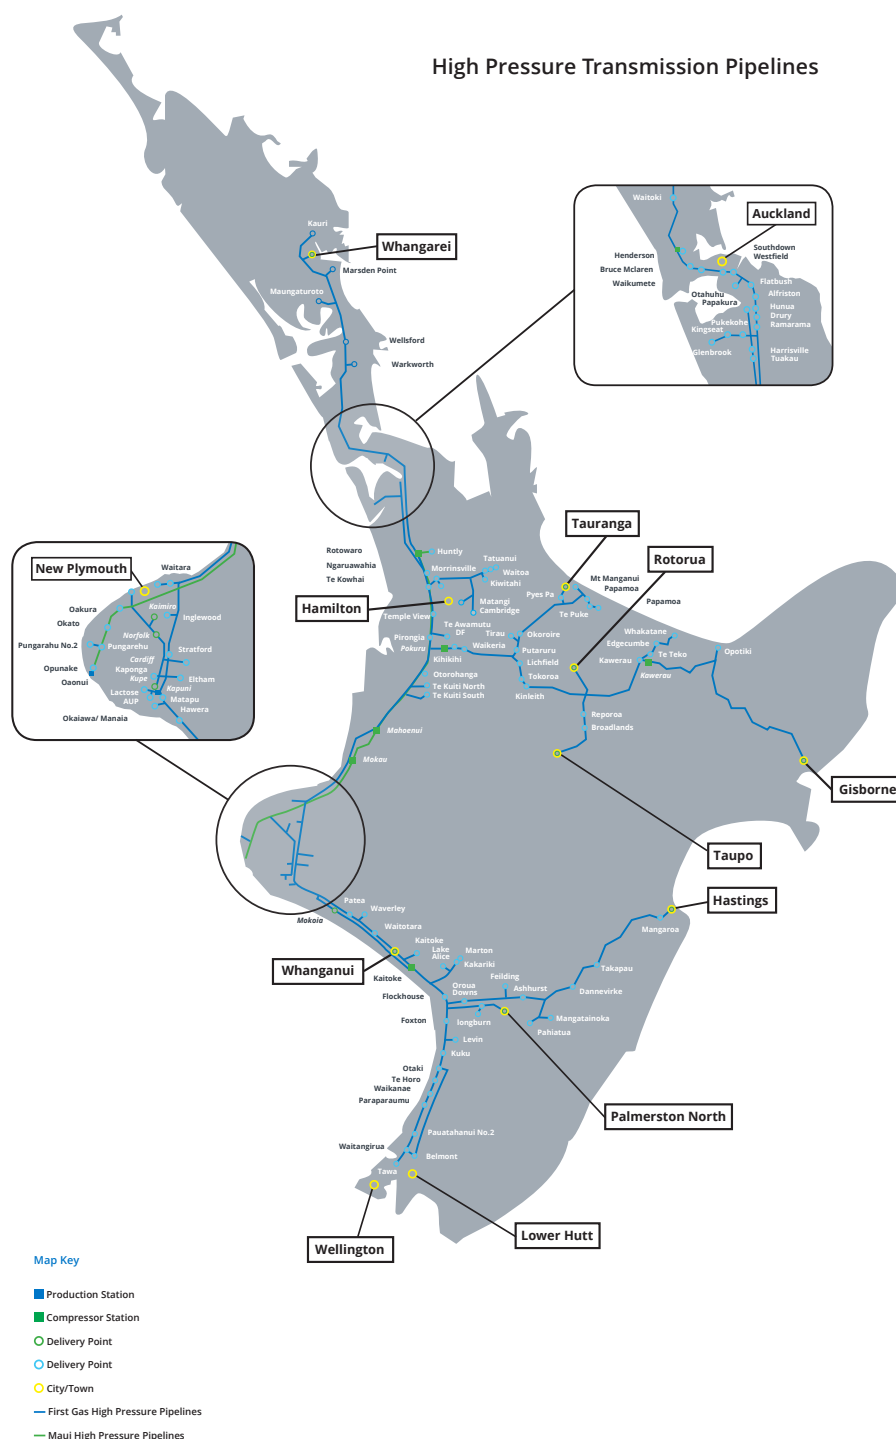 High Pressure Transmission Pipelines
Kauri
Whangarei
Marsden Point
Maungaturoto
Wellsford
Warkworth
Waitoki
Auckland
Henderson
Southdown
Westfield
Bruce Mclaren
Waikumete
Flatbush
Otahuhu
Alfriston
Papakura
Hunua
Drury
Pukekohe
Ramarama
Kingseat
Glenbrook
Harrisville
Tuakau
Tauranga
Rotorua
Rotowaro
Huntly
Ngaruawahia
Te Kowhai
Morrinsville
Tatuanui
Waitoa
Kiwitahi
Hamilton
Matangi
Cambridge
Temple View
Te Awamutu
DF
Pirongia
Pokuru
Kihikihi
Waikeria
Pyes Pa
Mt Manganui
Papamoa
Papamoa
Te Puke
Tirau
Okoroire
Putaruru
Lichfield
Tokoroa
Kinleith
Whakatane
Edgecumbe
Te Teko
Kawerau
Kawerau
Opotiki
Otorohanga
Te Kuiti North
Te Kuiti South
Reporoa
Broadlands
Mahoenui
Mokau
Gisborne
Taupo
New Plymouth
Waitara
Oakura
Kaimiro
Inglewood
Okato
Norfolk
Pungarahu No.2
Pungarehu
Stratford
Cardiff
Opunake
Kaponga
Kupe
Eltham
Oaonui
Kapuni
Lactose
AUP
Matapu
Hawera
Okaiawa/ Manaia
Hastings
Mangaroa
Patea
Waverley
Mokoia
Waitotara
Whanganui
Kaitoke
Kaitoke
Lake
Alice
Marton
Kakariki
Takapau
Feilding
Flockhouse
Oroua
Downs
Ashhurst
Dannevirke
Foxton
longburn
Mangatainoka
Pahiatua
Levin
Kuku
Otaki
Te Horo
Waikanae
Paraparaumu
Palmerston North
Pauatahanui No.2
Waitangirua
Belmont
Tawa
Wellington
Lower Hutt
Map Key
Production Station
Compressor Station
Delivery Point
Delivery Point
City/Town
First Gas High Pressure Pipelines
Maui High Pressure Pipelines